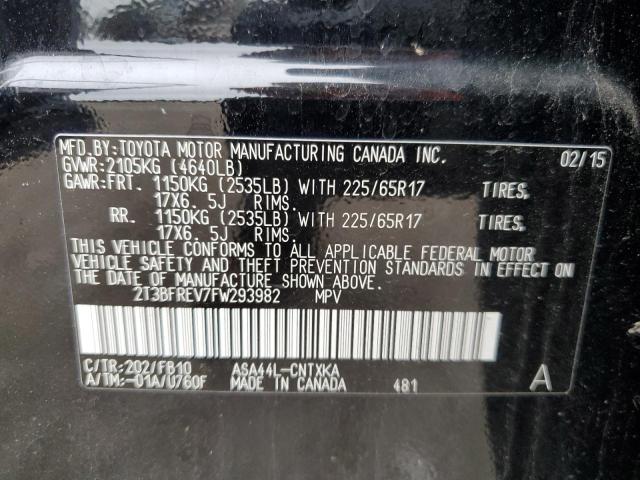 MFD.BY:TOYOTA MOTOR MANUFACTURING CANADA INC. 02/15
GVWR:2105KG (4640LB)
GAWR:FRT. 1150KG (2535LB) WITH 225/65R17 TIRES,
17X6.5J RIMS.
RR. 1150KG (2535LB) WITH 225/65R17 TIRES,
17X6.5J RIMS.
THIS VEHICLE CONFORMS TO ALL APPLICABLE FEDERAL MOTOR
VEHICLE SAFETY AND THEFT PREVENTION STANDARDS IN EFFECT ON
THE DATE OF MANUFACTURE SHOWN ABOVE.
2T3BFREV7FW293982 MPV
C/TR:202/FB10 ASA44L-CNTXKA
A/TM:-01A/U760F MADE IN CANADA 481 A